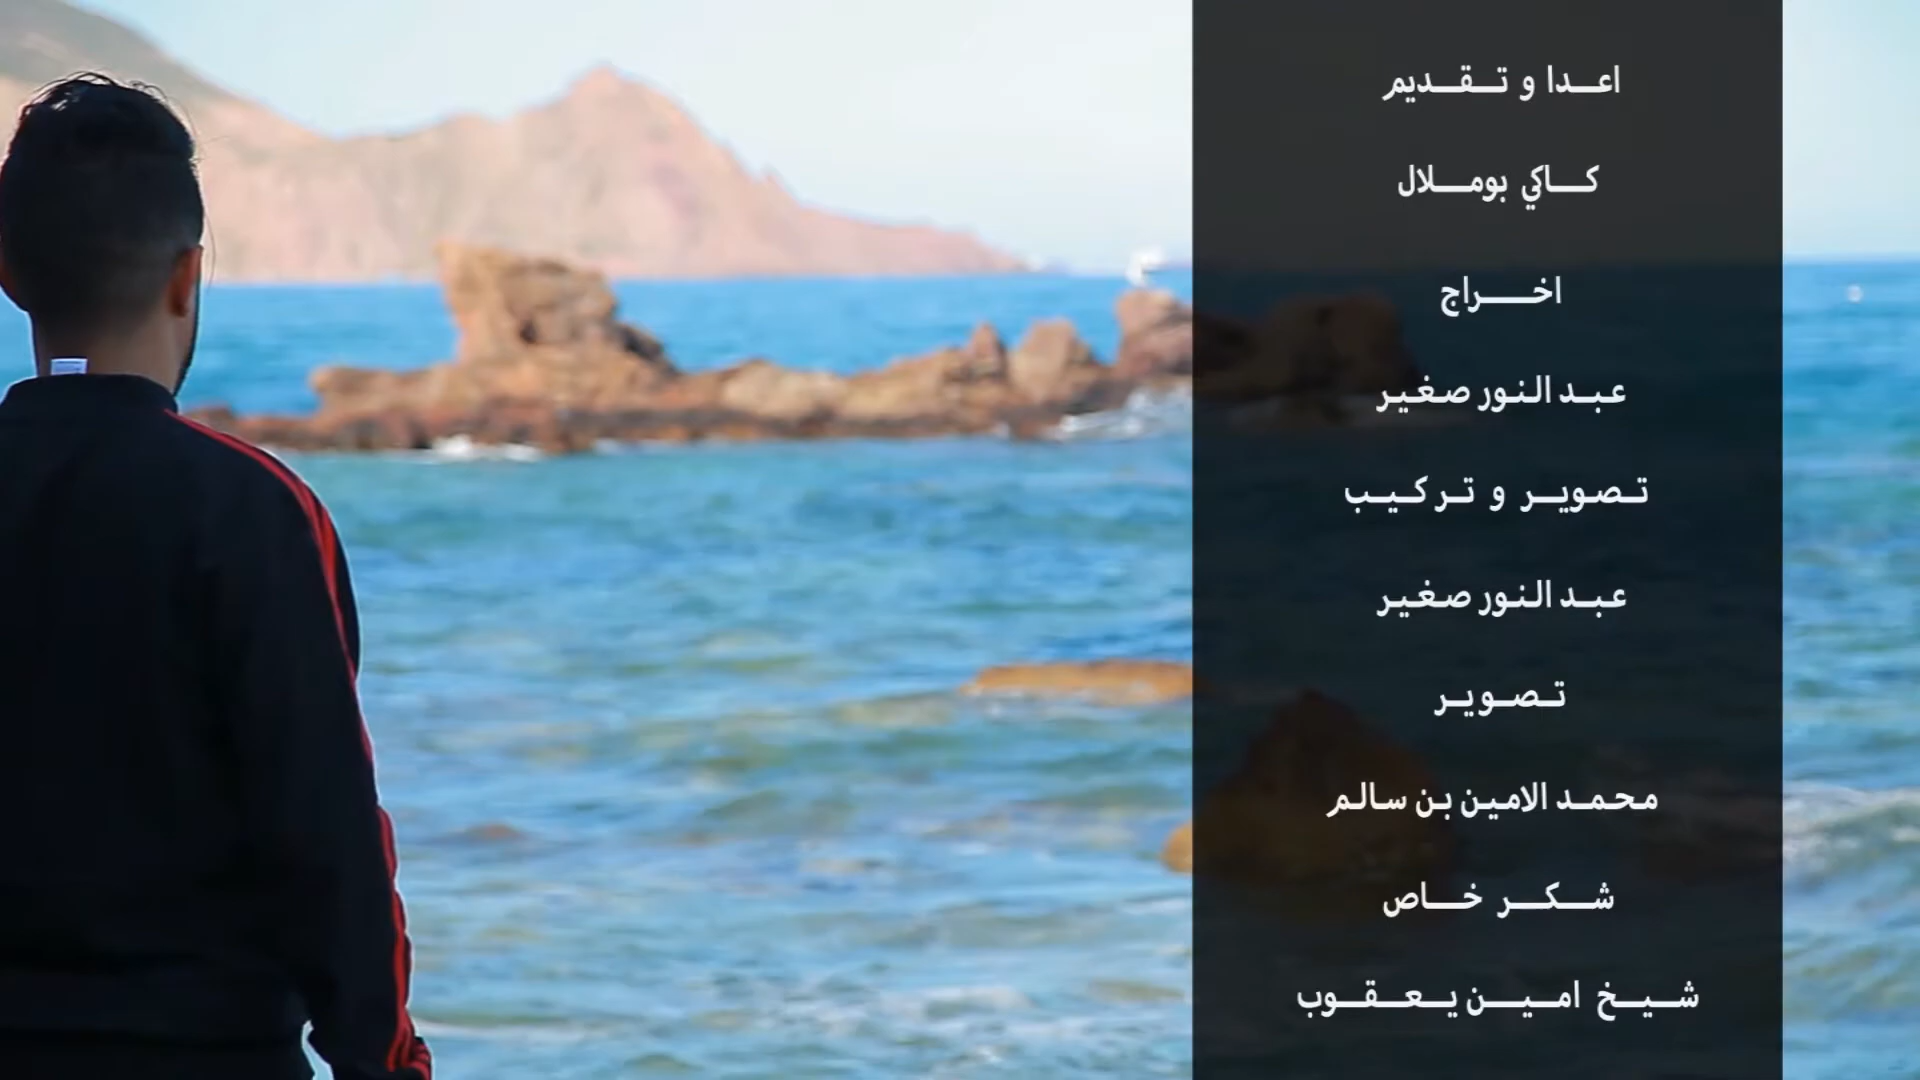 اعدا و تقديم
كاكي بوملال
اخراج
عبد النور صغير
تصوير و تركيب
عبد النور صغير
تصوير
محمد الامين بن سالم
شكر خاص
شيخ امين يعقوب